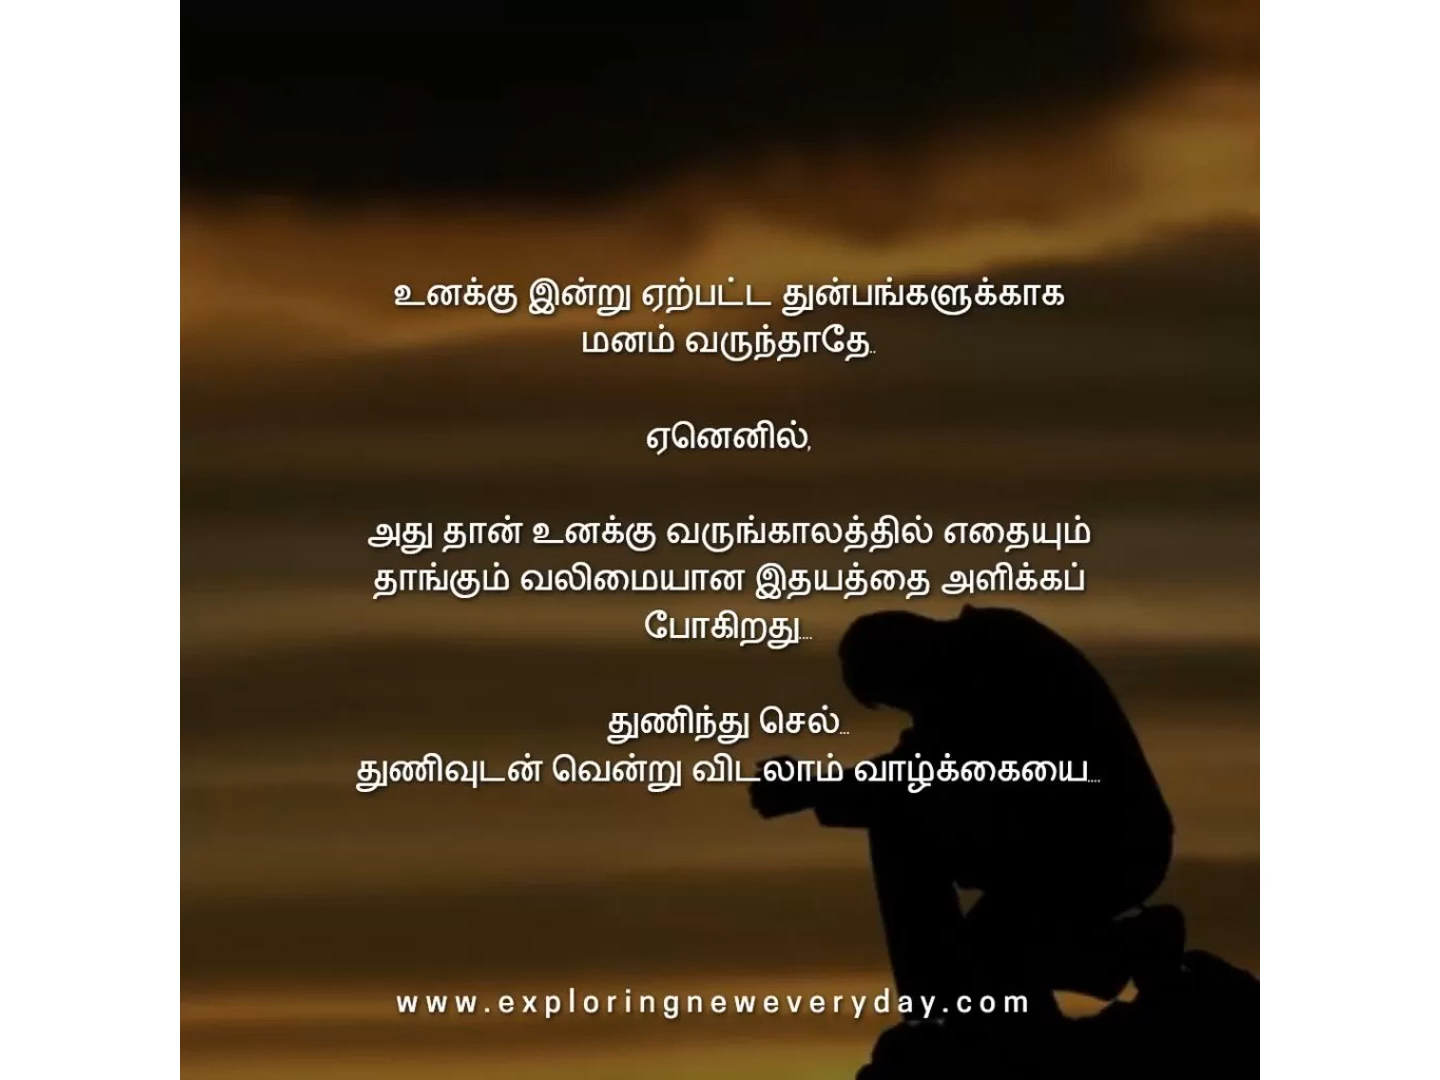 உனக்கு இன்று ஏற்பட்ட துன்பங்களுக்காக
மனம் வருந்தாதே..
ஏனெனில்,
அது தான் உனக்கு வருங்காலத்தில் எதையும்
தாங்கும் வலிமையான இதயத்தை அளிக்கப்
போகிறது....
துணிந்து செல்...
துணிவுடன் வென்று விடலாம் வாழ்க்கையை....
www.exploringneweveryday.com